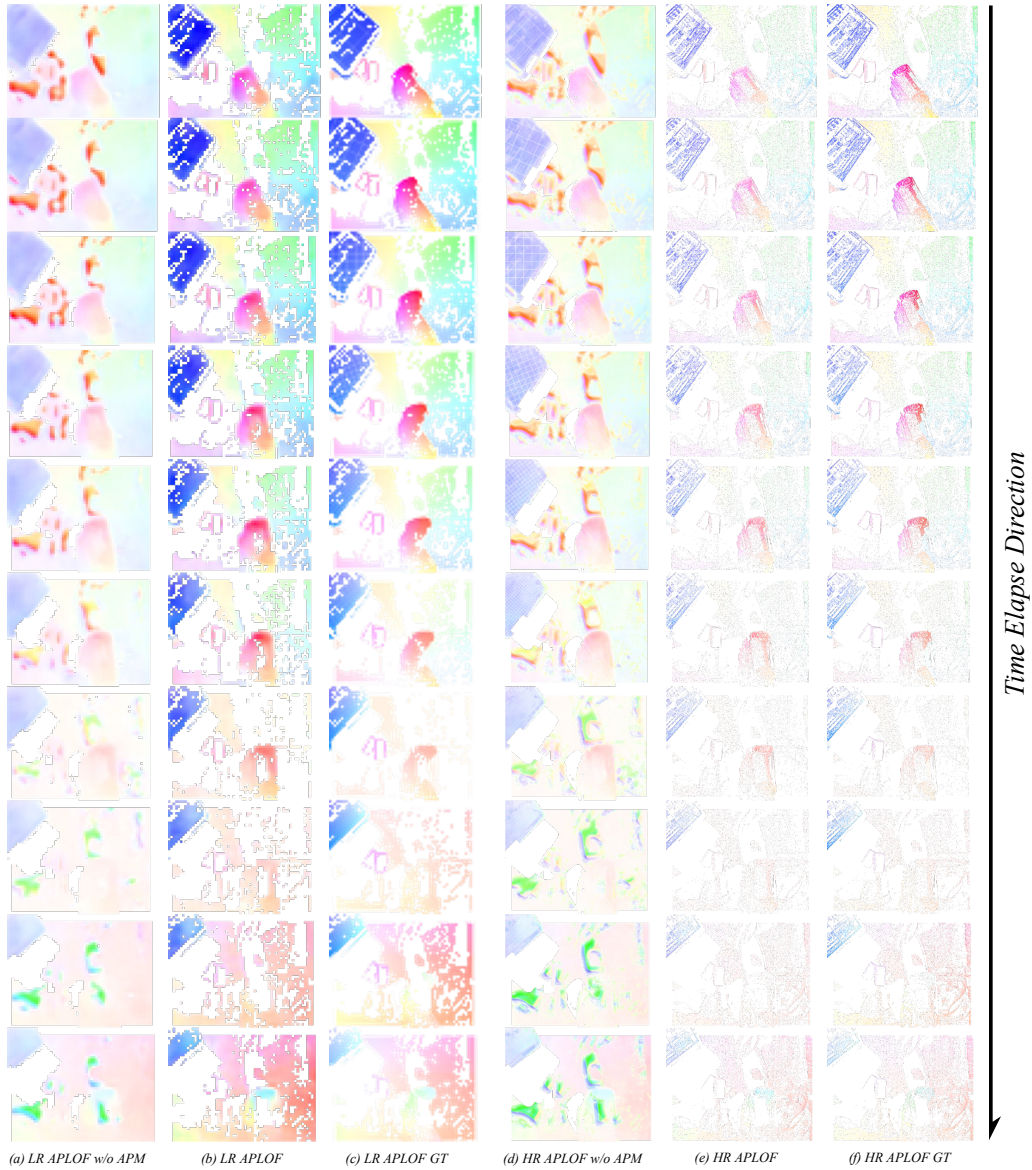 Time Elapse Direction
(a) LR APLOF w/o APM
(b) LR APLOF
(c) LR APLOF GT
(d) HR APLOF w/o APM
(e) HR APLOF
(f) HR APLOF GT